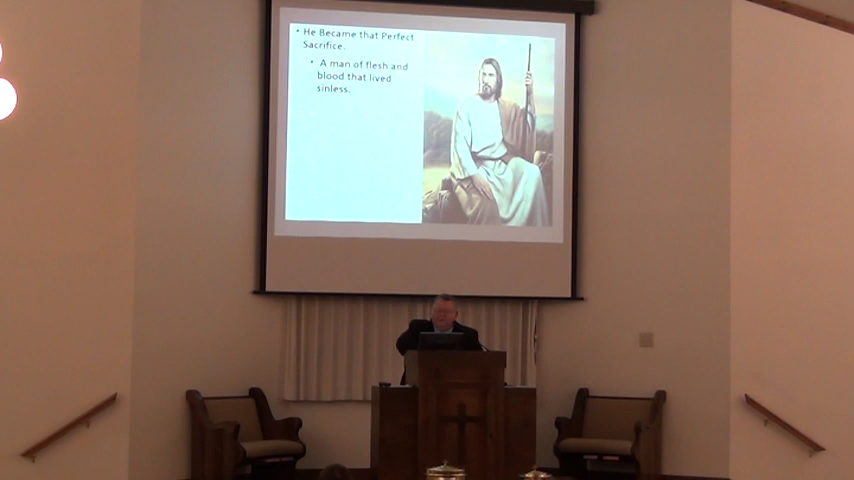 • He Became that Perfect
Sacrifice.
• A man of flesh and
blood that lived
sinless.